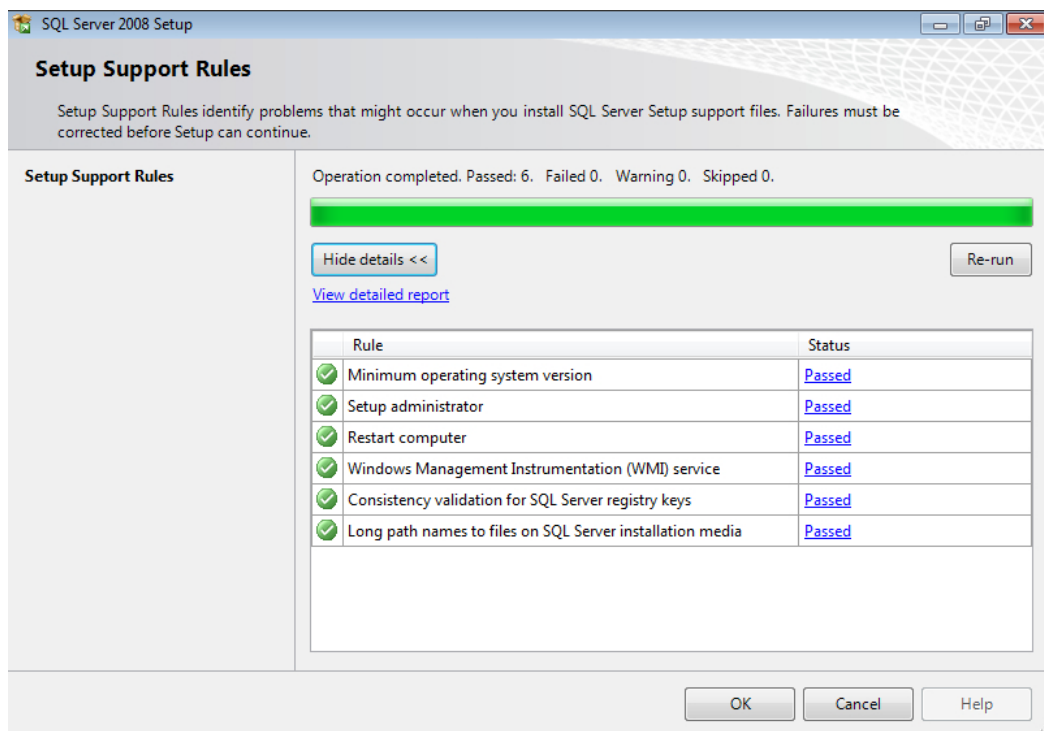 SQL Server 2008 Setup
Setup Support Rules
Setup Support Rules identify problems that might occur when you install SQL Server Setup support files. Failures must be
corrected before Setup can continue.
Setup Support Rules
Operation completed. Passed: 6. Failed 0. Warning 0. Skipped 0.
Hide details <<
Re-run
View detailed report
Rule Status
Minimum operating system version Passed
Setup administrator Passed
Restart computer Passed
Windows Management Instrumentation (WMI) service Passed
Consistency validation for SQL Server registry keys Passed
Long path names to files on SQL Server installation media Passed
OK Cancel Help